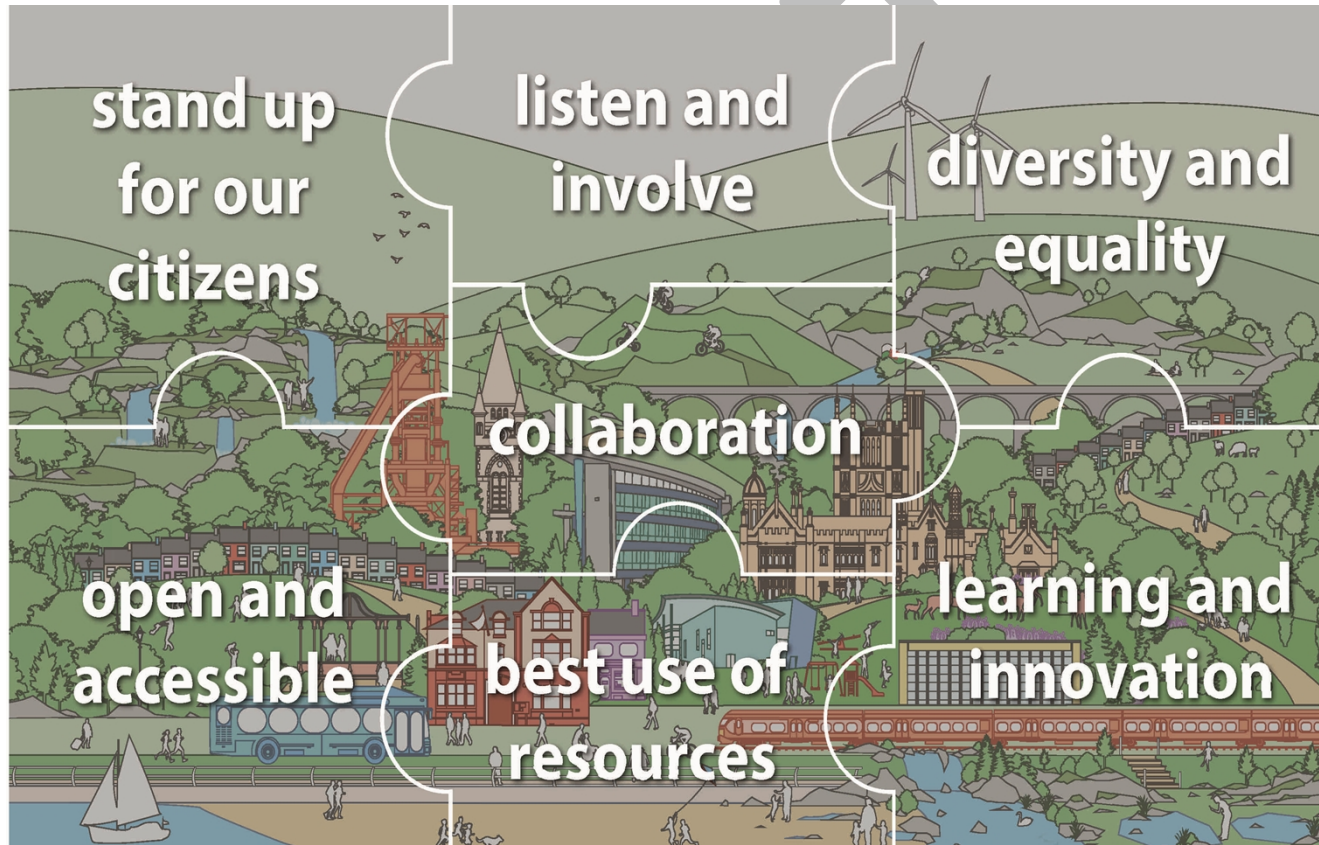 stand up
for our
citizens
listen and
involve
diversity and
equality
collaboration
open and
accessible
best use of
resources
learning and
innovation